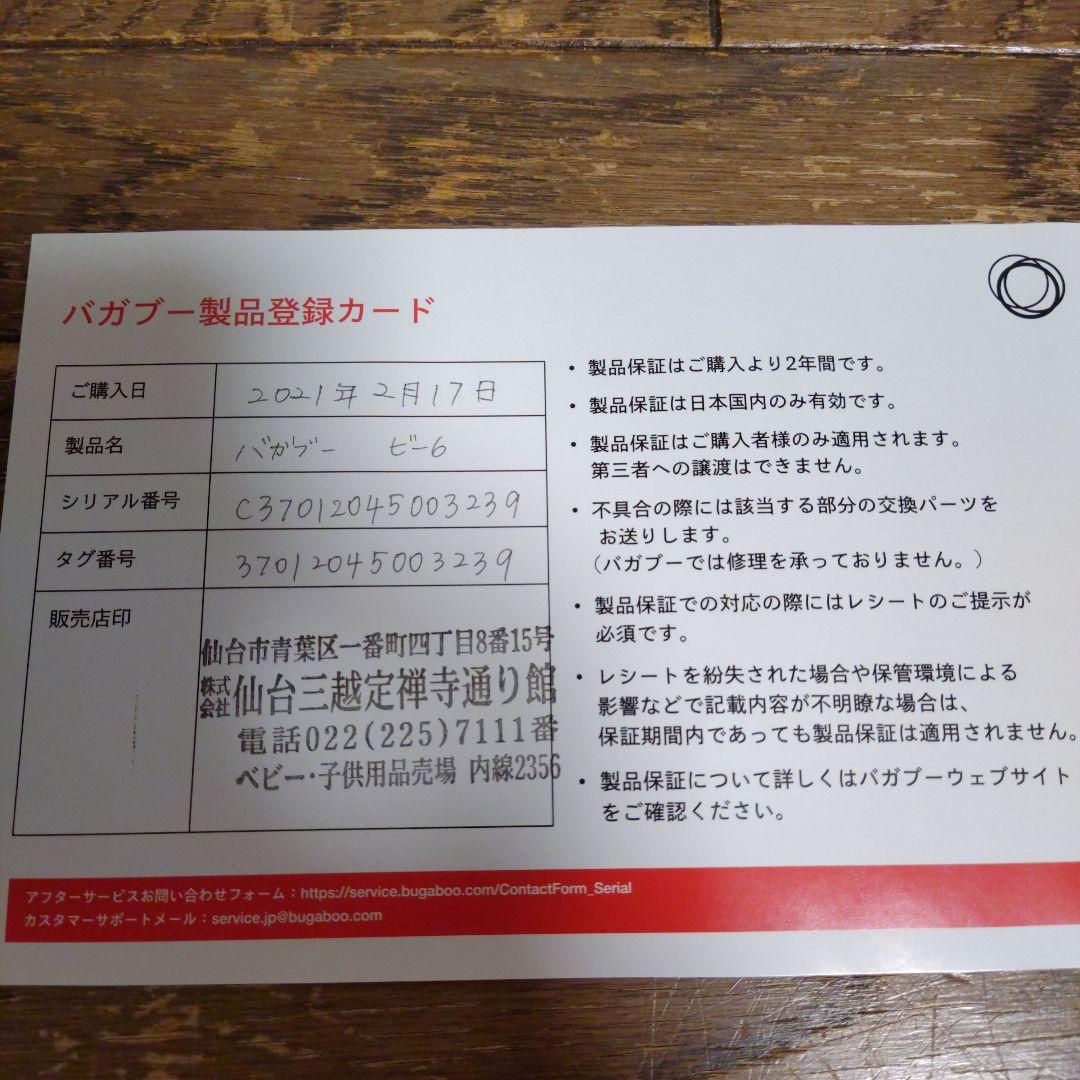 バガブー製品登録カード
ご購入日 2021年2月17日
製品名 バガブー ビー6
シリアル番号 C37012045003239
タグ番号 37012045003239
販売店印
仙台市青葉区一番町四丁目8番15号
株式会社 仙台三越定禅寺通り館
電話022(225)7111番
ベビー・子供用品売場 内線2356
・製品保証はご購入より2年間です。
・製品保証は日本国内のみ有効です。
・製品保証はご購入者様のみ適用されます。
第三者への譲渡はできません。
・不具合の際には該当する部分の交換パーツを
お送りします。
（バガブーでは修理を承っておりません。）
・製品保証での対応の際にはレシートのご提示が
必須です。
・レシートを紛失された場合や保管環境による
影響などで記載内容が不明瞭な場合は、
保証期間内であっても製品保証は適用されません。
・製品保証について詳しくはバガブーウェブサイト
をご確認ください。
アフターサービスお問い合わせフォーム：https://service.bugaboo.com/ContactForm_Serial
カスタマーサポートメール：service.jp@bugaboo.com